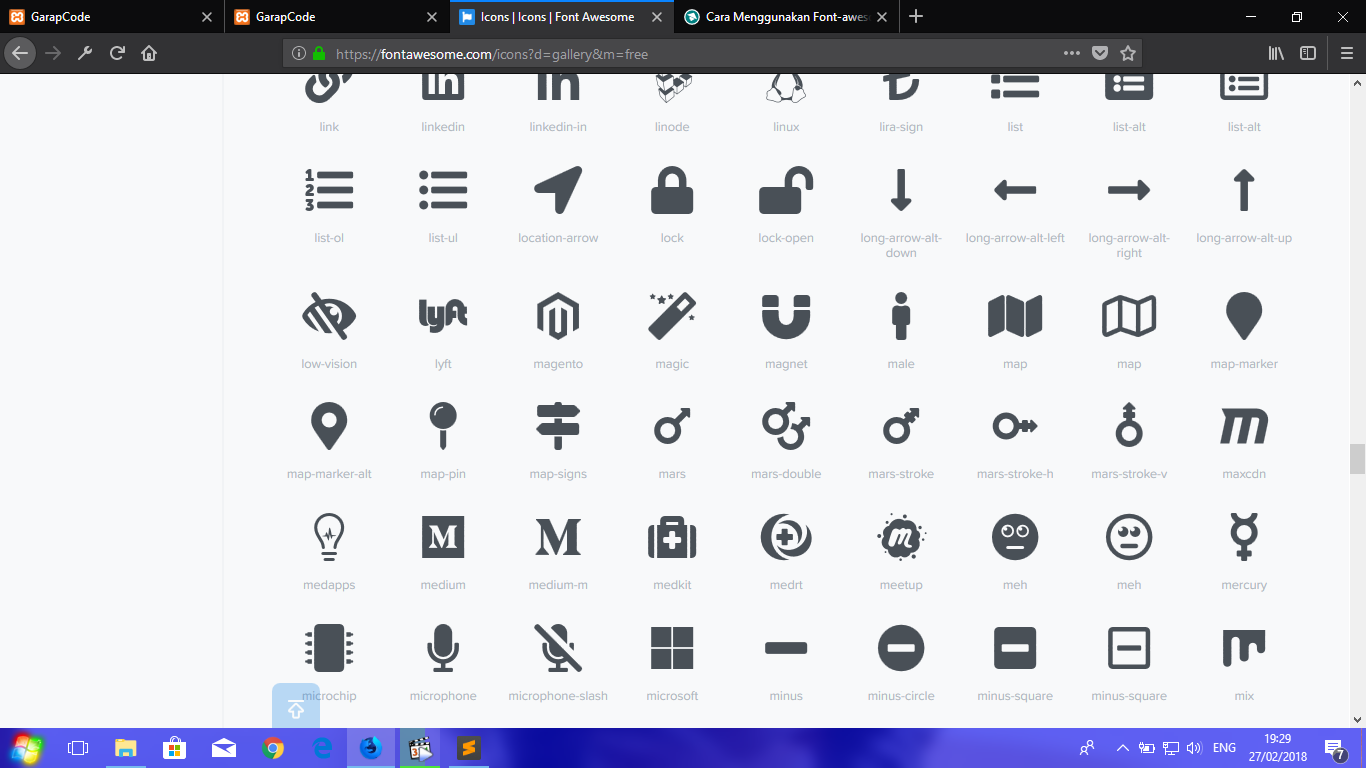 GarapCode
GarapCode
Icons | Icons | Font Awesome
Cara Menggunakan Font-awes
https://fontawesome.com/icons?d=gallery&m=free
link
linkedin
linkedin-in
linode
linux
lira-sign
list
list-alt
list-alt
list-ol
list-ul
location-arrow
lock
lock-open
long-arrow-alt-
down
long-arrow-alt-left
long-arrow-alt-
right
long-arrow-alt-up
low-vision
lyft
magento
magic
magnet
male
map
map
map-marker
map-marker-alt
map-pin
map-signs
mars
mars-double
mars-stroke
mars-stroke-h
mars-stroke-v
maxcdn
medapps
medium
medium-m
medkit
medrt
meetup
meh
meh
mercury
microchip
microphone
microphone-slash
microsoft
minus
minus-circle
minus-square
minus-square
mix
ENG
19:29
27/02/2018
7